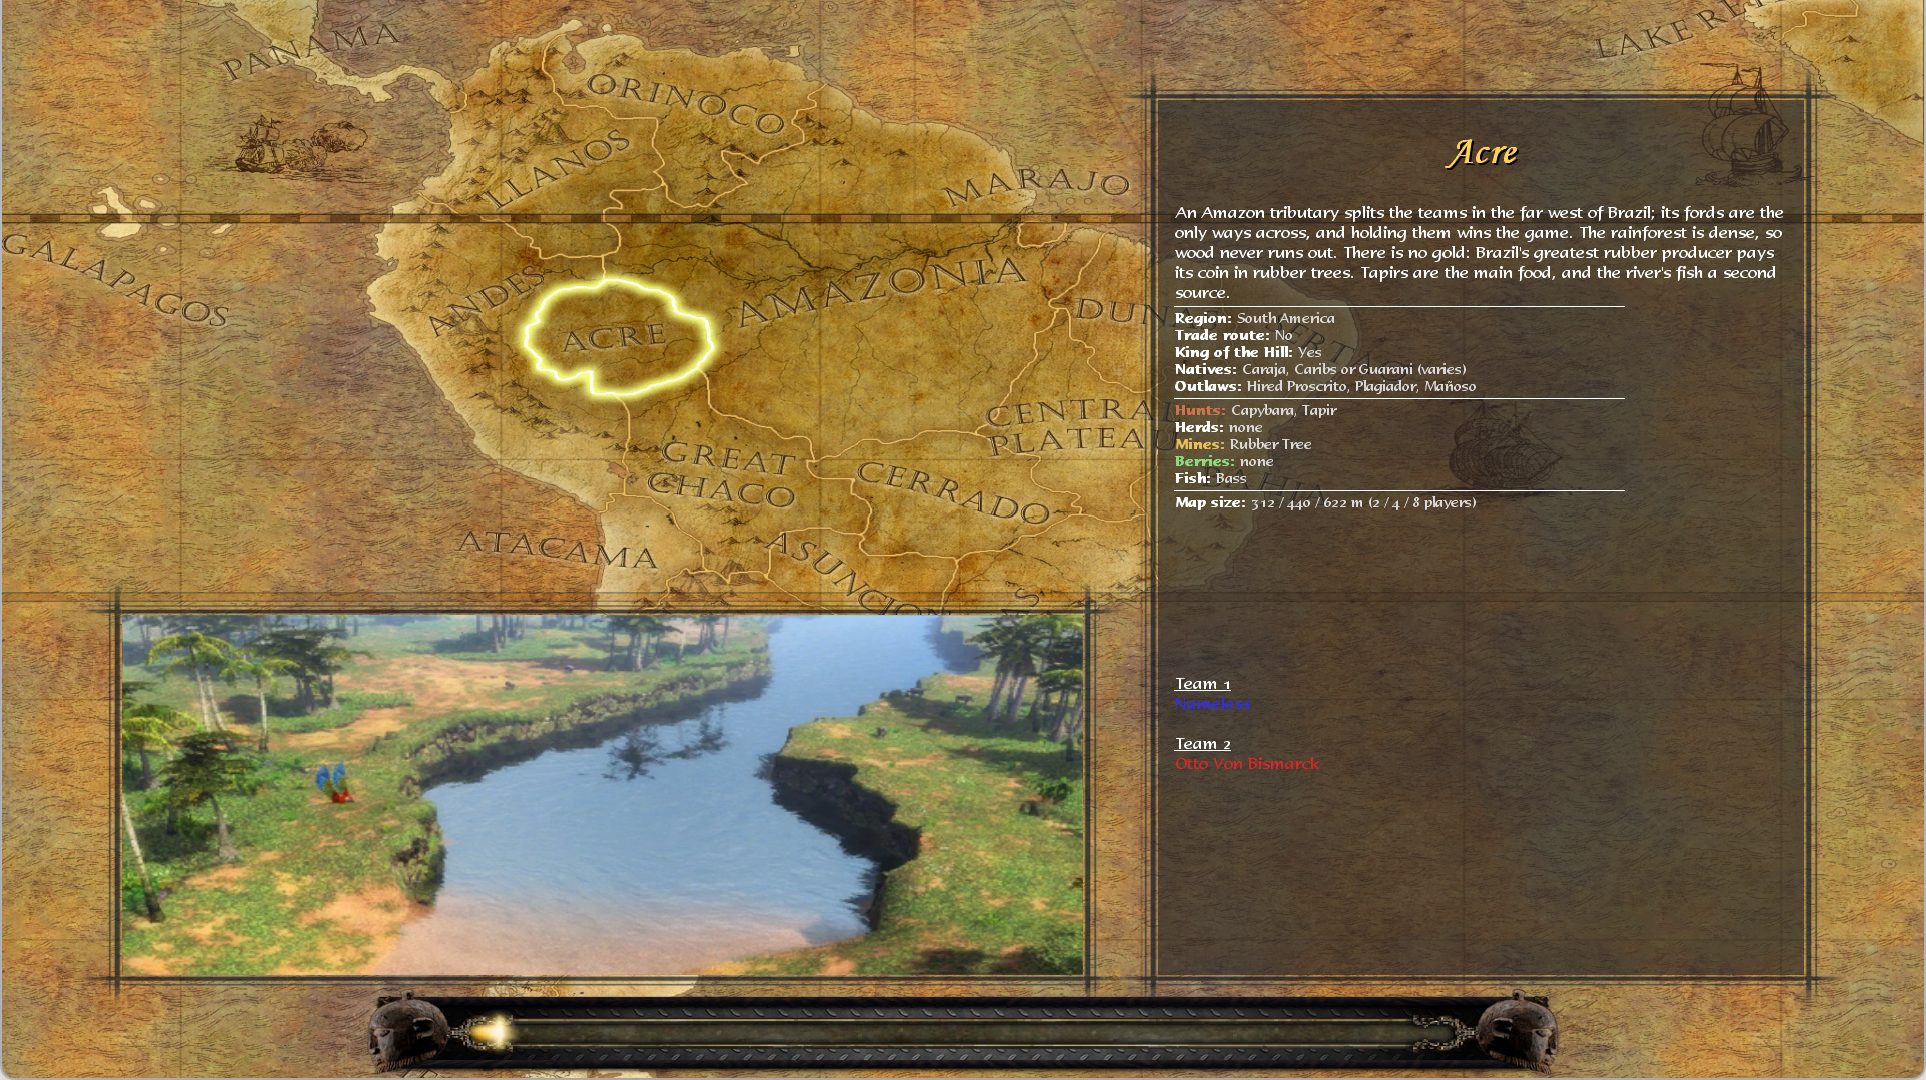 PANAMA
ORINOCO
LLANOS
MARAJO
GALAPAGOS
ANDES
AMAZONIA
ACRE
CENTRAL
PLATEAU
GREAT
CHACO
CERRADO
ATACAMA
ASUNCION
Acre
An Amazon tributary splits the teams in the far west of Brazil; its fords are the
only ways across, and holding them wins the game. The rainforest is dense, so
wood never runs out. There is no gold: Brazil's greatest rubber producer pays
its coin in rubber trees. Tapirs are the main food, and the river's fish a second
source.
Region: South America
Trade route: No
King of the Hill: Yes
Natives: Caraja, Caribs or Guarani (varies)
Outlaws: Hired Proscrito, Plagiador, Mañoso
Hunts: Capybara, Tapir
Herds: none
Mines: Rubber Tree
Berries: none
Fish: Bass
Map size: 312 / 440 / 622 m (2 / 4 / 8 players)
Team 1
Nameless
Team 2
Otto Von Bismarck